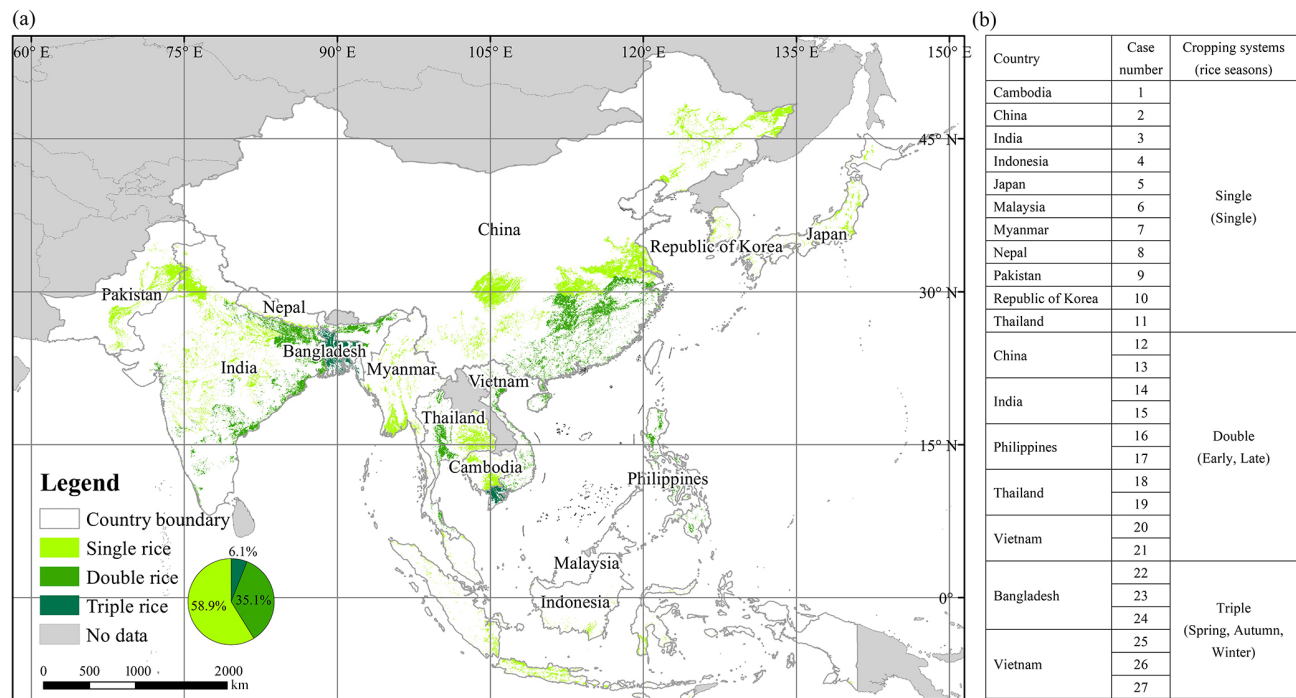 (a)
60° E 75° E 90° E 105° E 120° E 135° E 150° E
45° N
China
Republic of Korea
Japan
Pakistan
30° N
Nepal
Bangladesh
India
Myanmar
Vietnam
Thailand
15° N
Cambodia
Philippines
Malaysia
Indonesia
0°
Legend
Country boundary
Single rice
Double rice
Triple rice
No data
6.1%
35.1%
58.9%
0 500 1000 2000
km
(b)
Country Case number Cropping systems (rice seasons)
Cambodia 1
China 2
India 3
Indonesia 4
Japan 5
Malaysia 6
Myanmar 7
Nepal 8
Pakistan 9
Republic of Korea 10
Thailand 11
Single
(Single)
China 12
13
India 14
15
Philippines 16
17
Thailand 18
19
Vietnam 20
21
Double
(Early, Late)
Bangladesh 22
23
24
Vietnam 25
26
27
Triple
(Spring, Autumn,
Winter)